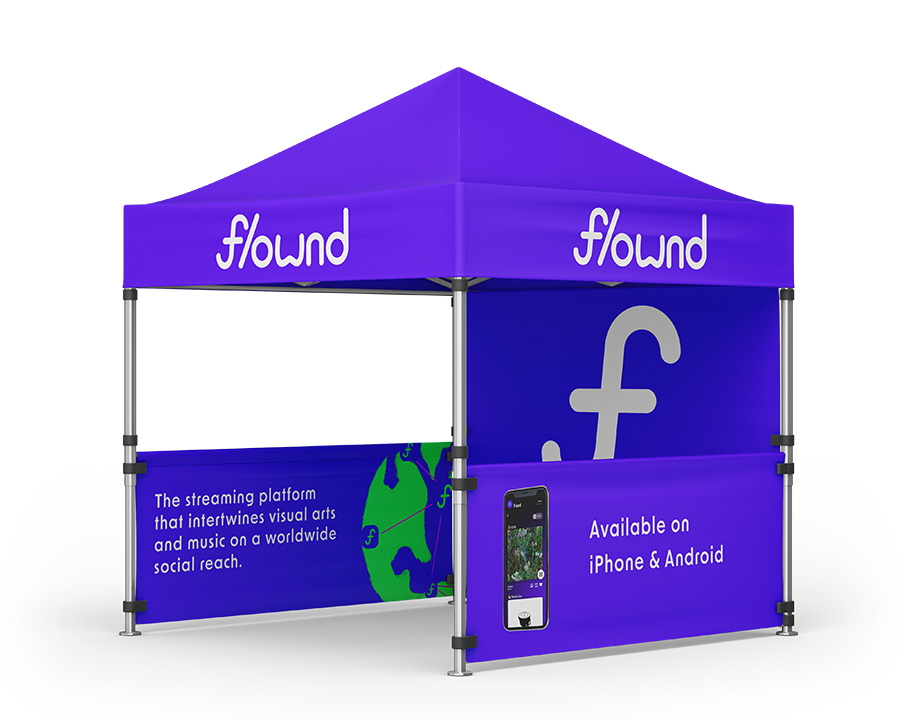 flownd
flownd
f
The streaming platform
that intertwines visual arts
and music on a worldwide
social reach.
f
f
f
Available on
iPhone & Android